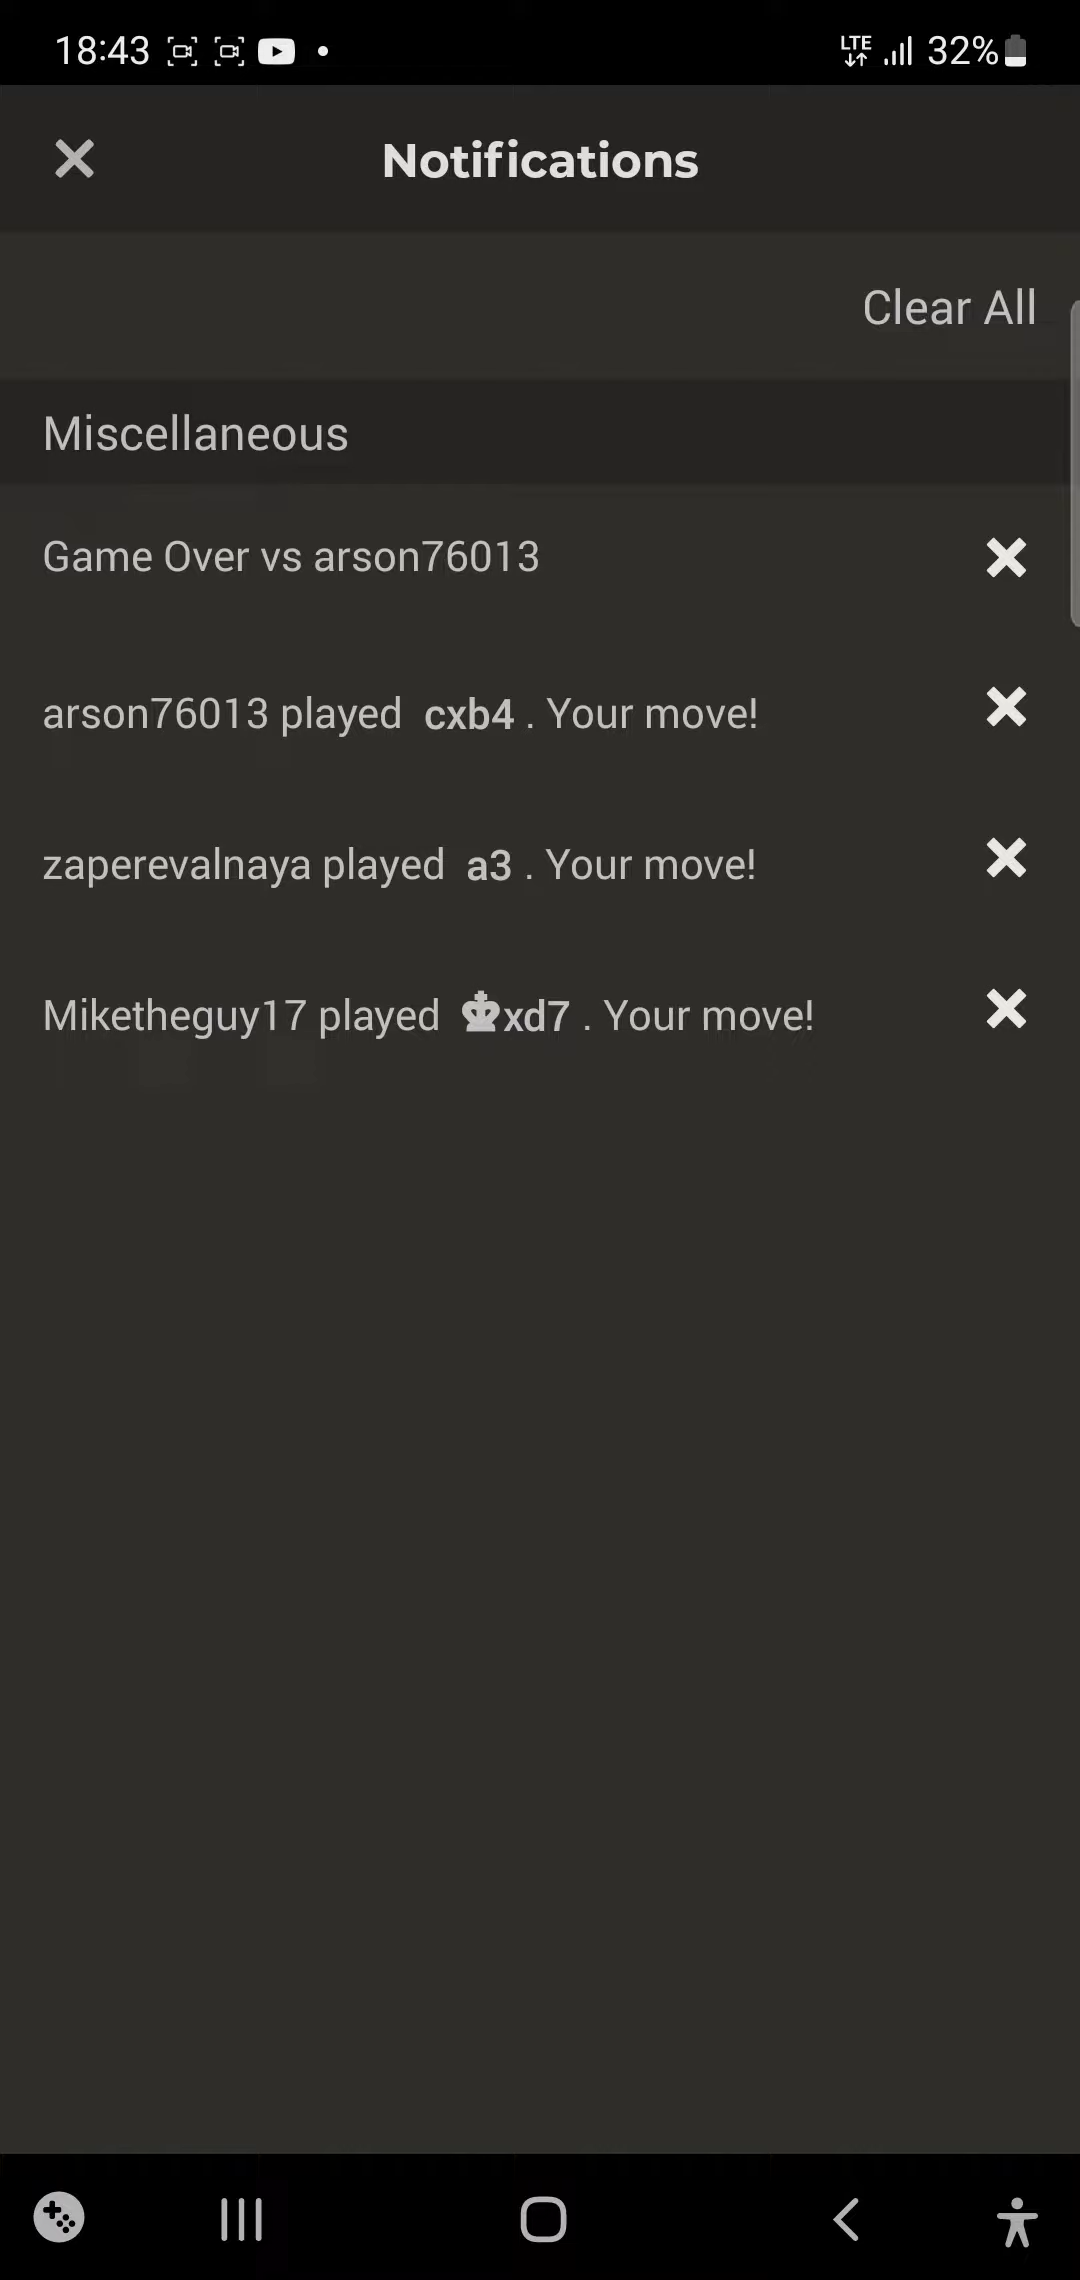 18:43 LTE 32%
Notifications
Clear All
Miscellaneous
Game Over vs arson76013
arson76013 played cxb4 . Your move!
zaperevalnaya played a3 . Your move!
Miketheguy17 played ♚xd7 . Your move!